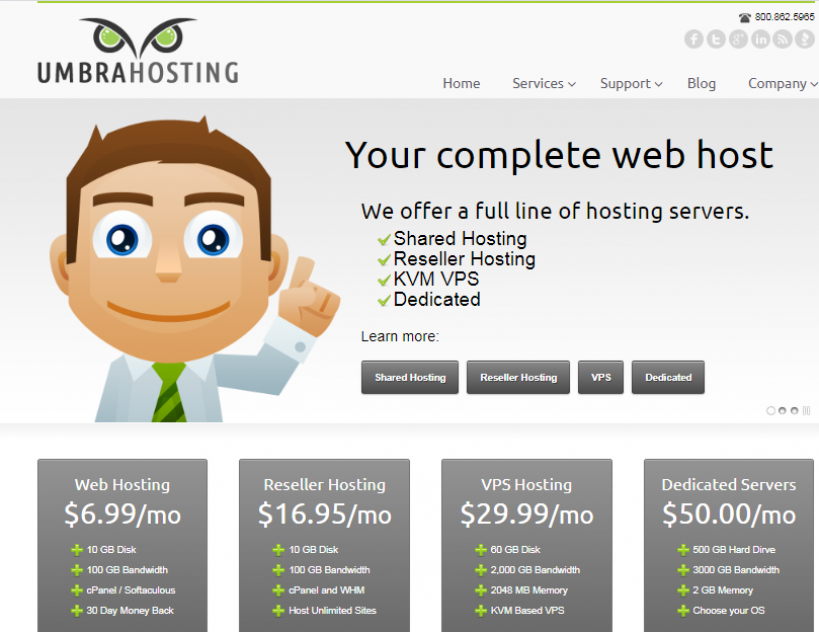 800.862.5965
UMBRAHOSTING
Home Services Support Blog Company
Your complete web host
We offer a full line of hosting servers.
Shared Hosting
Reseller Hosting
KVM VPS
Dedicated
Learn more:
Shared Hosting Reseller Hosting VPS Dedicated
Web Hosting
$6.99/mo
10 GB Disk
100 GB Bandwidth
cPanel / Softaculous
30 Day Money Back
Reseller Hosting
$16.95/mo
10 GB Disk
100 GB Bandwidth
cPanel and WHM
Host Unlimited Sites
VPS Hosting
$29.99/mo
60 GB Disk
2,000 GB Bandwidth
2048 MB Memory
KVM Based VPS
Dedicated Servers
$50.00/mo
500 GB Hard Dirve
3000 GB Bandwidth
2 GB Memory
Choose your OS